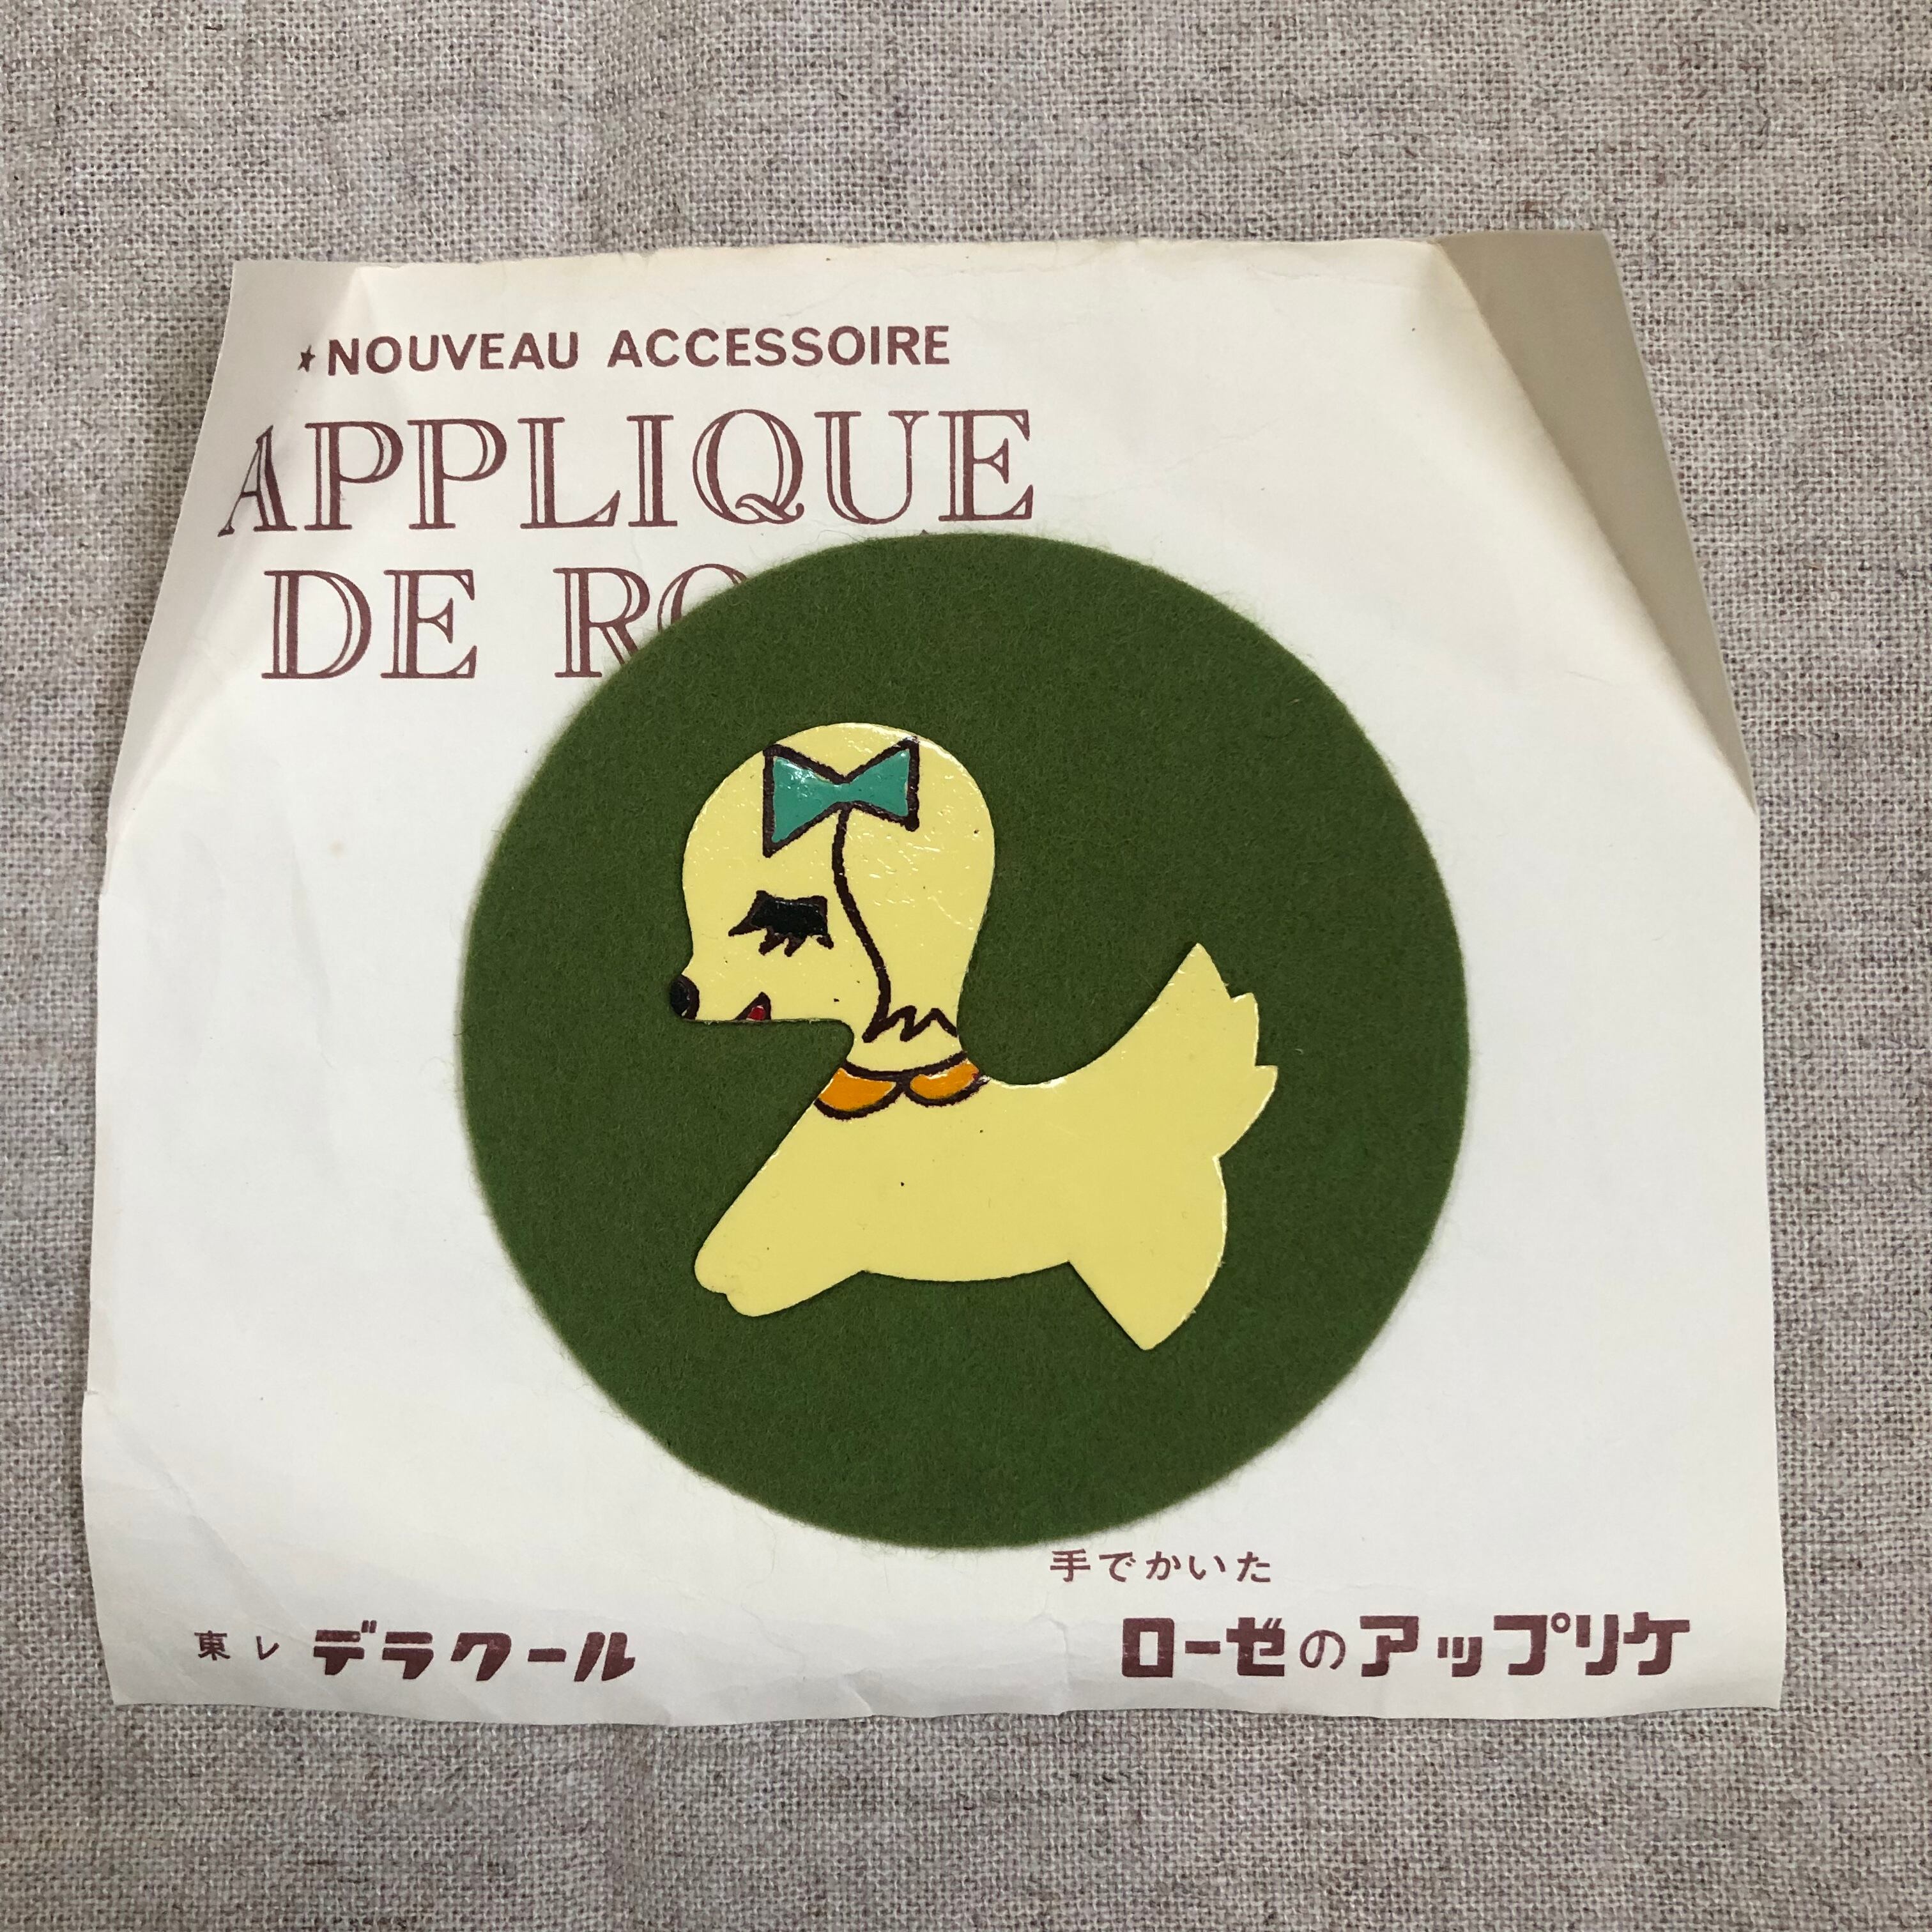 ★NOUVEAU ACCESSOIRE
APPLIQUE
DE
手でかいた
東レ デラクール
ローゼのアップリケ